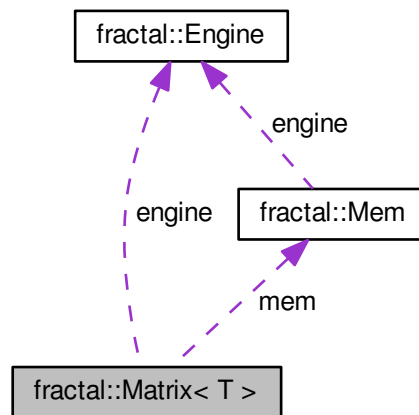 fractal::Engine
engine
engine
fractal::Mem
mem
fractal::Matrix< T >